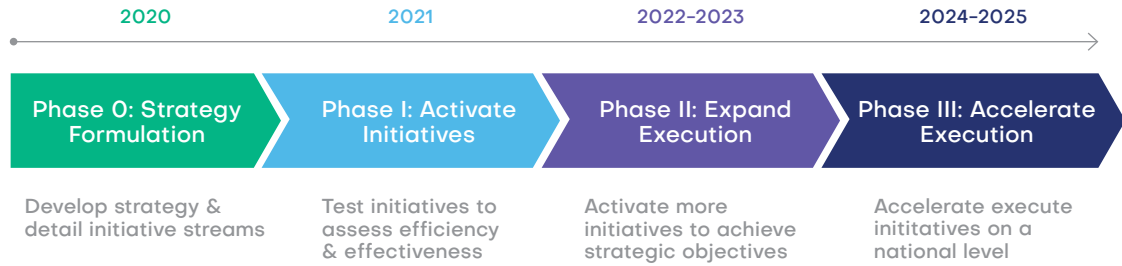 2020
2021
2022-2023
2024-2025
Phase 0: Strategy
Formulation
Phase I: Activate
Initiatives
Phase II: Expand
Execution
Phase III: Accelerate
Execution
Develop strategy &
detail initiative streams
Test initiatives to
assess efficiency
& effectiveness
Activate more
initiatives to achieve
strategic objectives
Accelerate execute
inititatives on a
national level